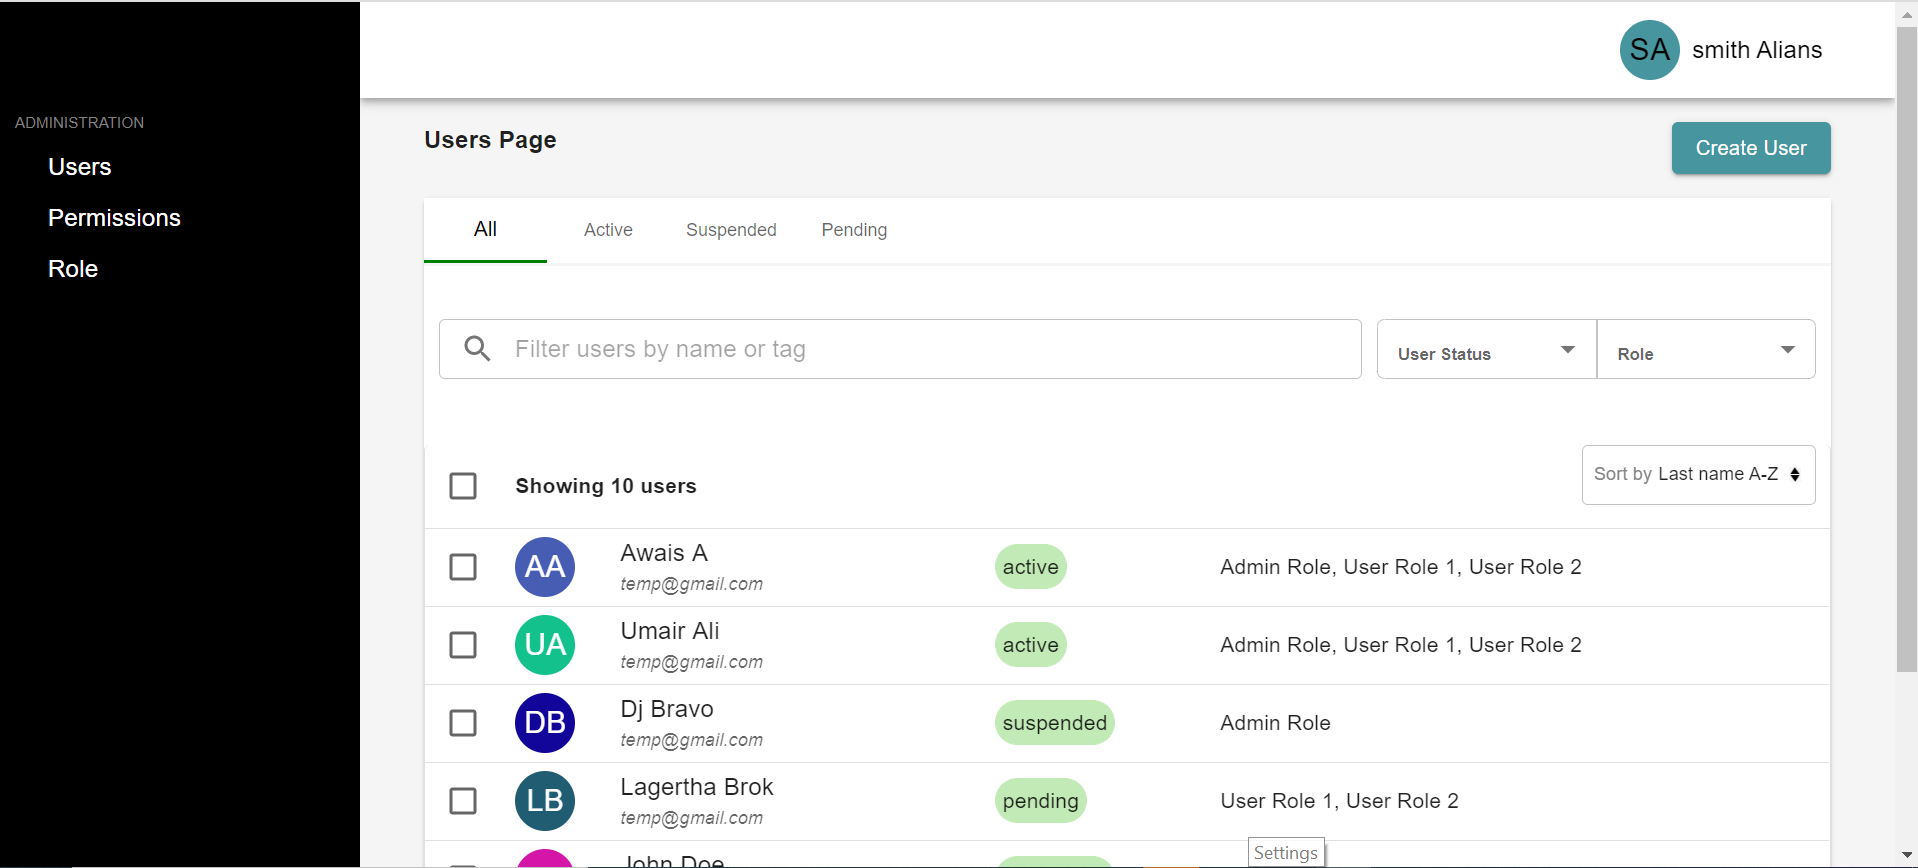 SA smith Alians
ADMINISTRATION
Users
Permissions
Role
Users Page
Create User
All Active Suspended Pending
Filter users by name or tag
User Status
Role
Showing 10 users
Sort by Last name A-Z
AA
Awais A
temp@gmail.com
active
Admin Role, User Role 1, User Role 2
UA
Umair Ali
temp@gmail.com
active
Admin Role, User Role 1, User Role 2
DB
Dj Bravo
temp@gmail.com
suspended
Admin Role
LB
Lagertha Brok
temp@gmail.com
pending
User Role 1, User Role 2
John Doe
Settings